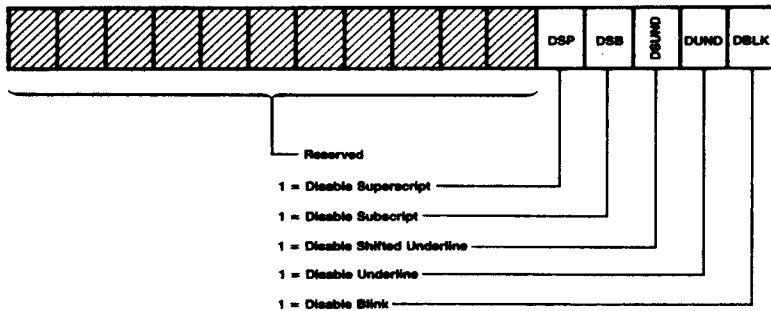 DSP DSB DSUND DUND DBLK
Reserved
1 = Disable Superscript
1 = Disable Subscript
1 = Disable Shifted Underline
1 = Disable Underline
1 = Disable Blink